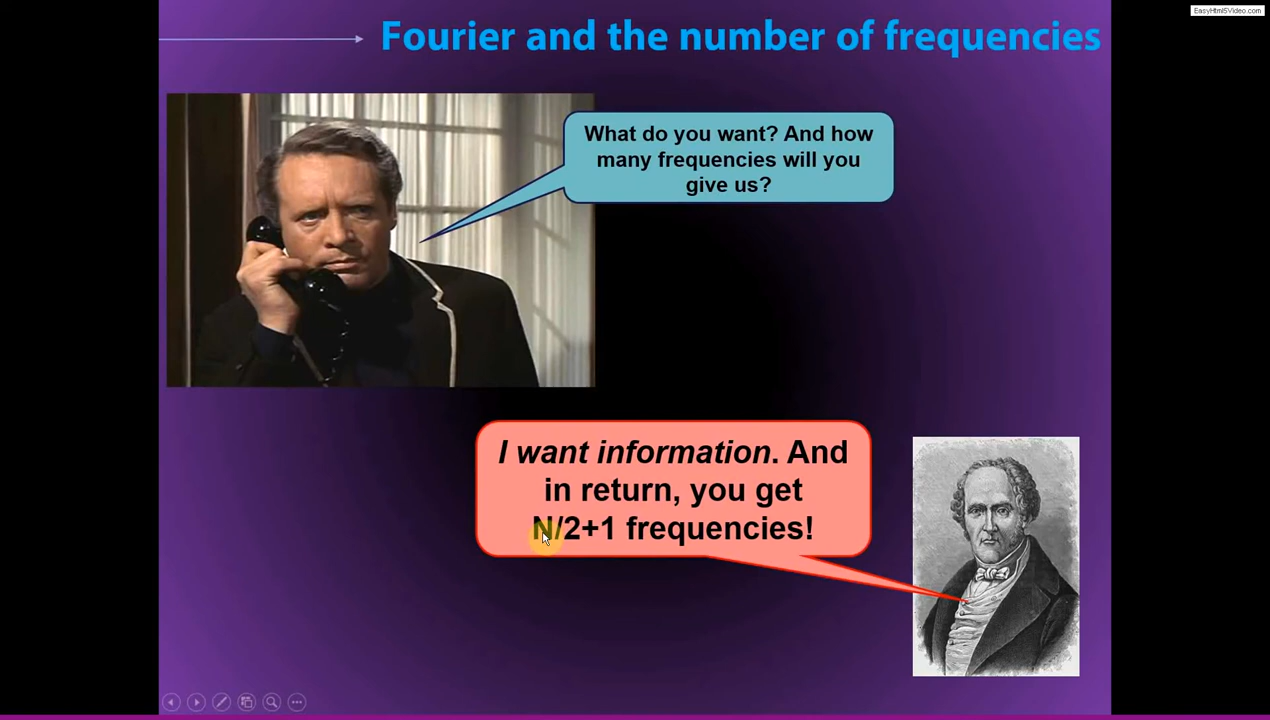 EasyHtml5Video.com
Fourier and the number of frequencies
What do you want? And how
many frequencies will you
give us?
I want information. And
in return, you get
N/2+1 frequencies!